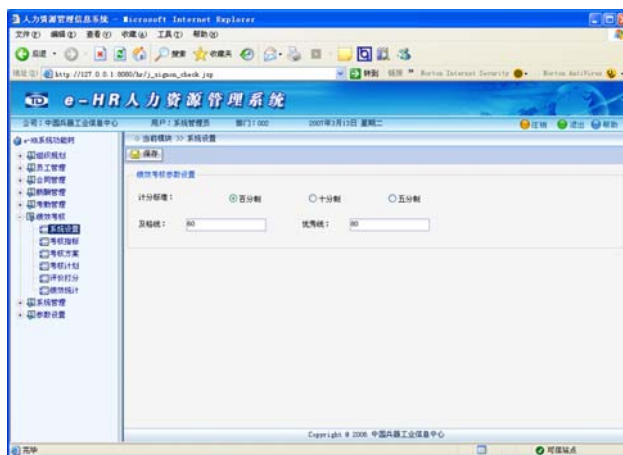 人力资源管理信息系统 - Microsoft Internet Explorer
文件(F) 编辑(E) 查看(V) 收藏(A) 工具(T) 帮助(H)
后退 搜索 收藏夹
地址(D) http://127.0.0.1:8080/hr/j_signon_check.jsp 转到 链接 Norton Internet Security Norton AntiVirus
e-HR人力资源管理系统
公司:中国兵器工业信息中心 用户:系统管理员 部门:002 2007年3月13日 星期二 注销 退出 帮助
e-HR系统功能树
当前模块 >> 系统设置
保存
组织规划
员工管理
合同管理
薪酬管理
考勤管理
绩效考核
系统设置
考核指标
考核方案
考核计划
评价打分
绩效统计
系统管理
参数设置
绩效考核参数设置
计分标准: 百分制 十分制 五分制
及格线: 60 优秀线: 80
Copyright @ 2006 中国兵器工业信息中心
完毕 可信站点